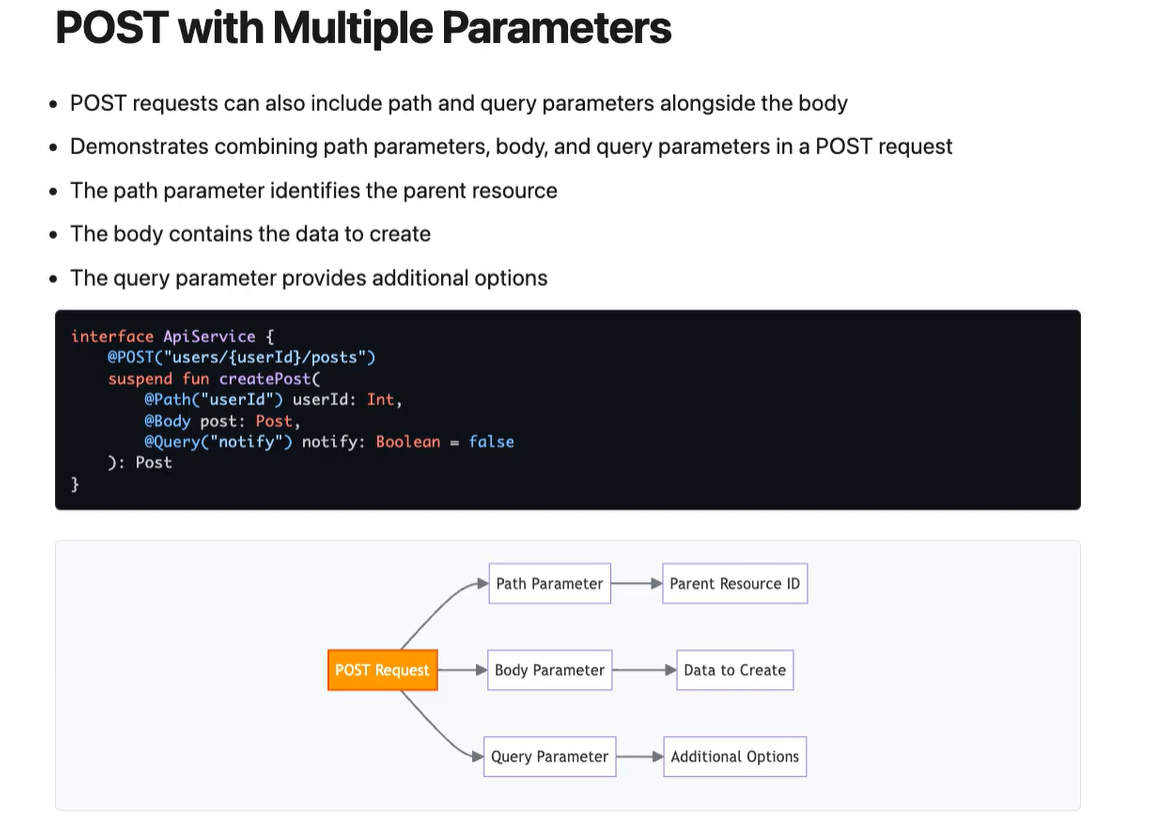 POST with Multiple Parameters
• POST requests can also include path and query parameters alongside the body
• Demonstrates combining path parameters, body, and query parameters in a POST request
• The path parameter identifies the parent resource
• The body contains the data to create
• The query parameter provides additional options
interface ApiService {
    @POST("users/{userId}/posts")
    suspend fun createPost(
        @Path("userId") userId: Int,
        @Body post: Post,
        @Query("notify") notify: Boolean = false
    ): Post
}
Path Parameter
Parent Resource ID
POST Request
Body Parameter
Data to Create
Query Parameter
Additional Options